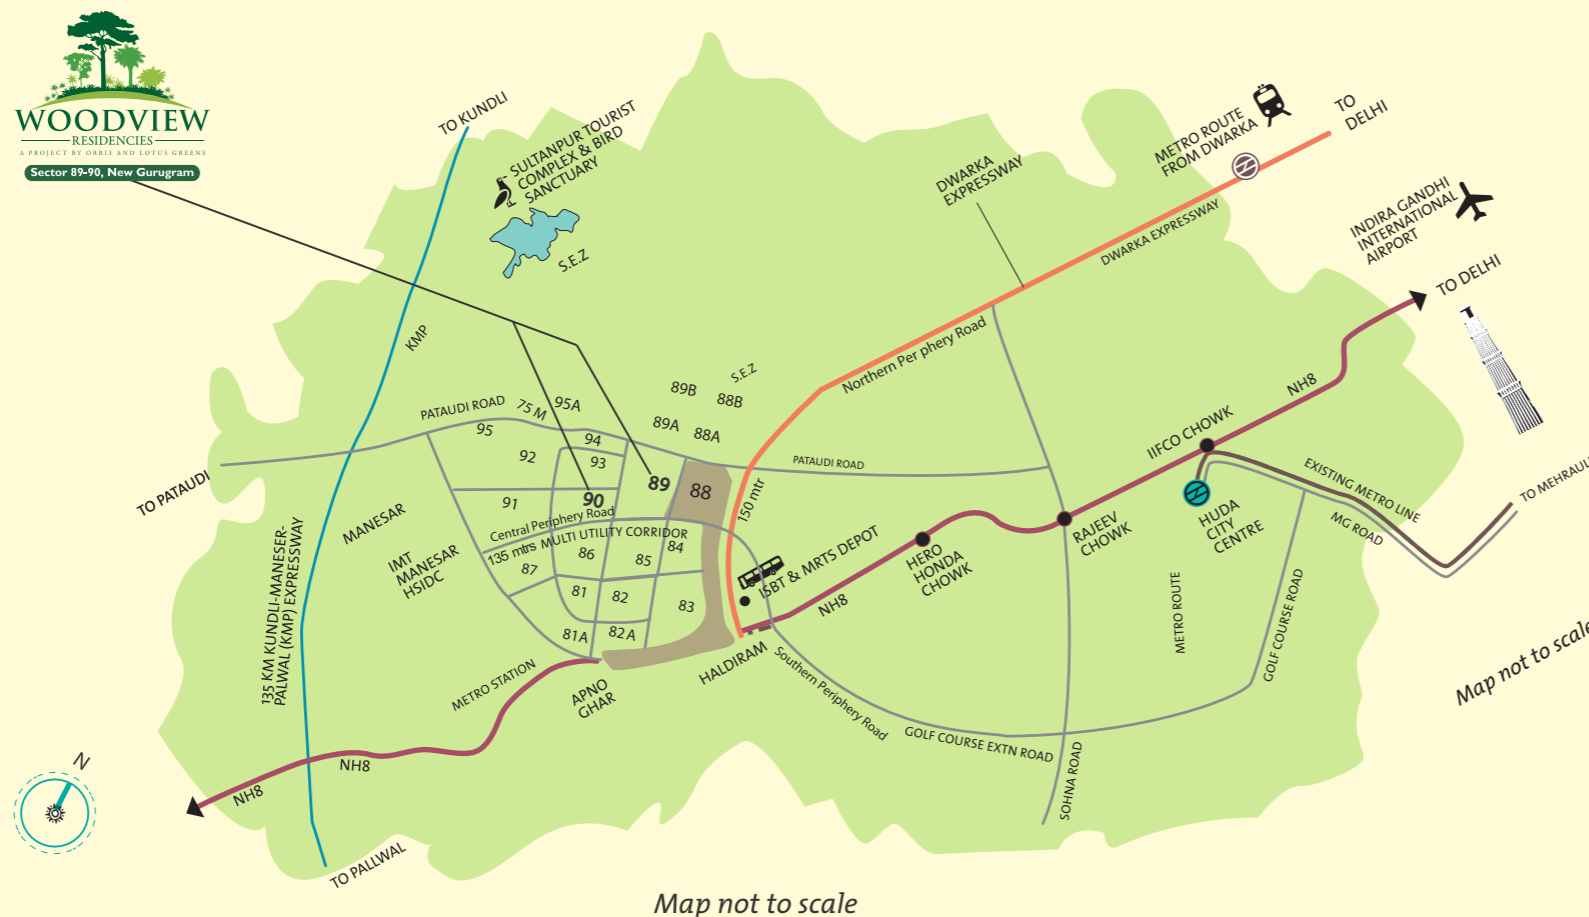 WOODVIEW
RESIDENCIES
A PROJECT BY ORRIS AND LOTUS GREENS
Sector 89-90, New Gurugram
TO KUNDLI
SULTANPUR TOURIST
COMPLEX & BIRD
SANCTUARY
S.E.Z
KMP
DWARKA
EXPRESSWAY
METRO ROUTE
FROM DWARKA
TO
DELHI
DWARKA EXPRESSWAY
INDIRA GANDHI
INTERNATIONAL
AIRPORT
TO DELHI
Northern Per phery Road
NH8
IIFCO CHOWK
S.E.Z
89B
88B
89A
88A
PATAUDI ROAD
75 M
95A
95
94
92
93
91
90
89
88
PATAUDI ROAD
TO PATAUDI
150 mtr
Central Periphery Road
135 mtrs MULTI UTILITY CORRIDOR
86
85
84
87
81
82
83
81A
82A
MANESAR
IMT
MANESAR
HSIDC
135 KM KUNDLI-MANESER-
PALWAL (KMP) EXPRESSWAY
ISBT & MRTS DEPOT
HERO
HONDA
CHOWK
RAJEEV
CHOWK
HUDA
CITY
CENTRE
EXISTING METRO LINE
MG ROAD
TO MEHRAULI
NH8
METRO ROUTE
GOLF COURSE ROAD
HALDIRAM
Southern Periphery Road
GOLF COURSE EXTN ROAD
SOHNA ROAD
METRO STATION
APNO
GHAR
NH8
NH8
N
TO PALLWAL
Map not to scale
Map not to scale